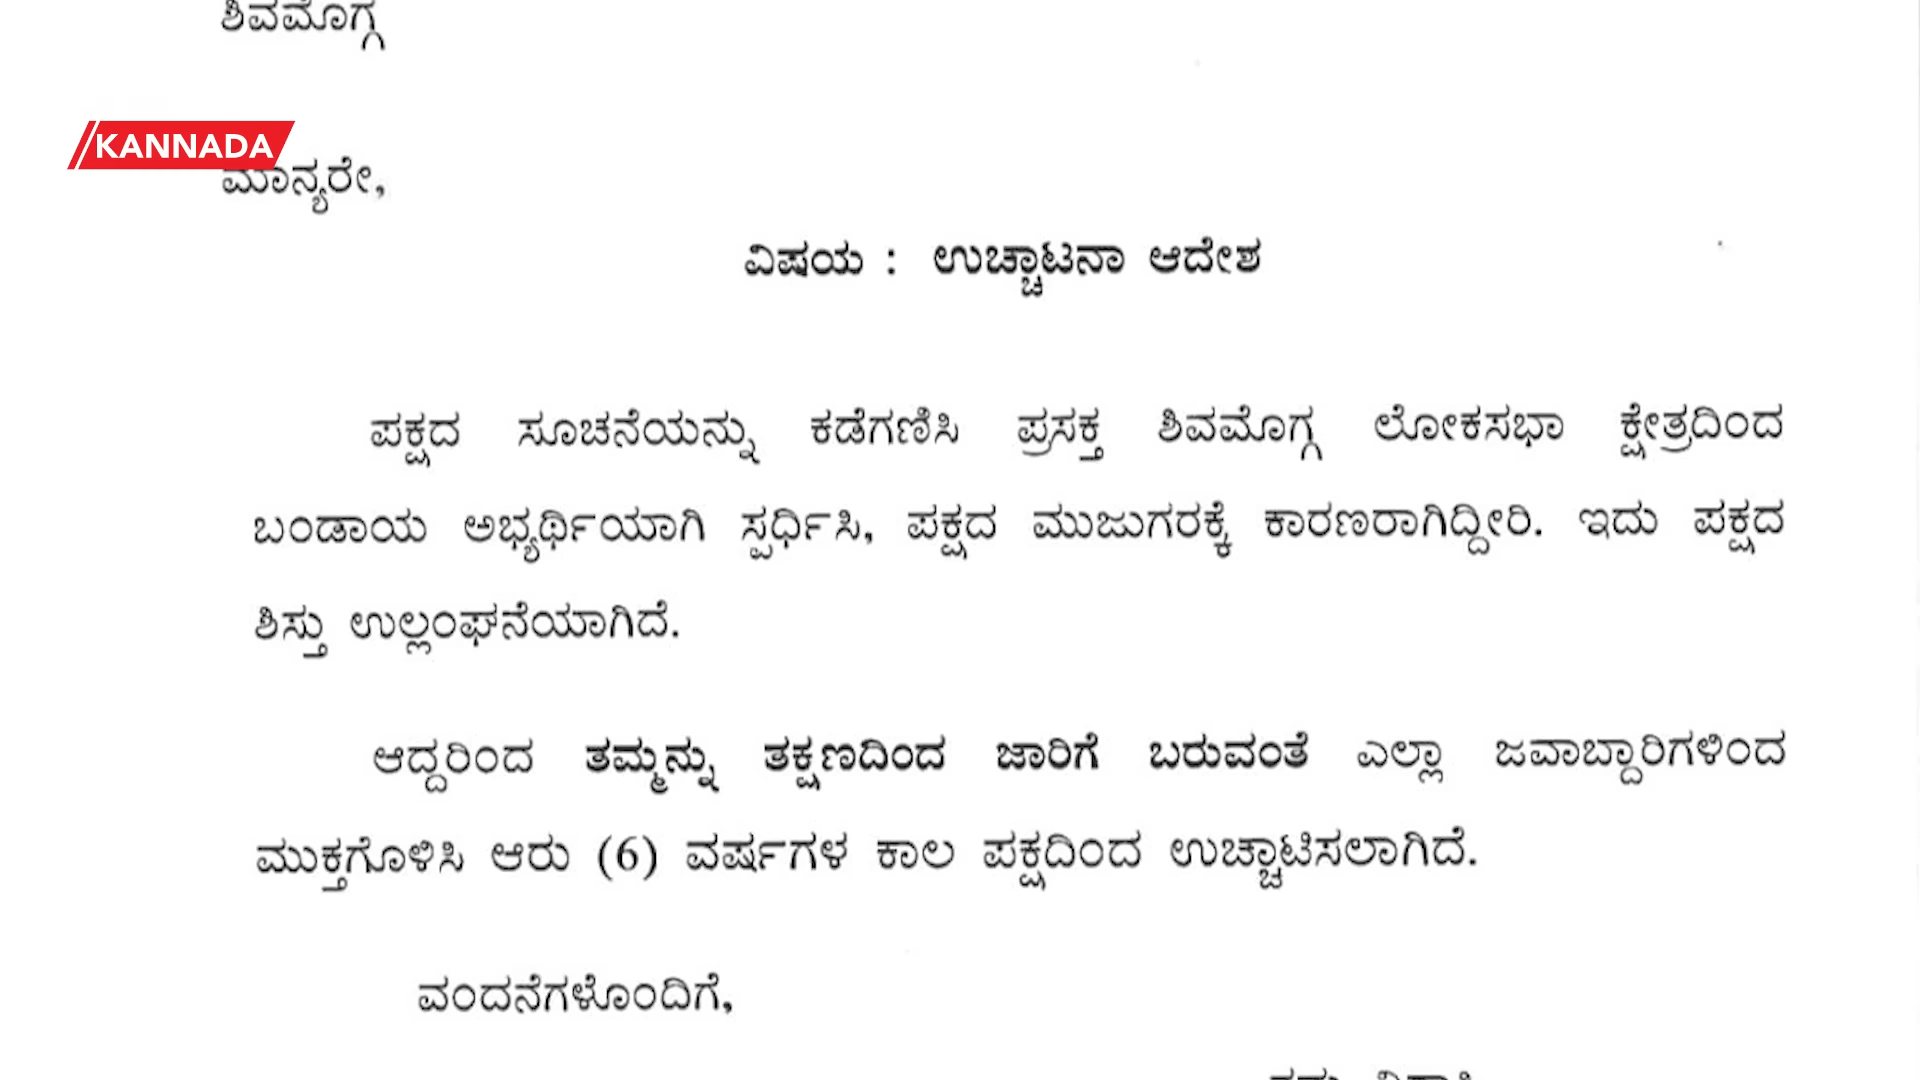 ಶಿವಮೊಗ್ಗ
KANNADA
ಮಾನ್ಯರೇ,
ವಿಷಯ : ಉಚ್ಚಾಟನಾ ಆದೇಶ
ಪಕ್ಷದ ಸೂಚನೆಯನ್ನು ಕಡೆಗಣಿಸಿ ಪ್ರಸಕ್ತ ಶಿವಮೊಗ್ಗ ಲೋಕಸಭಾ ಕ್ಷೇತ್ರದಿಂದ
ಬಂಡಾಯ ಅಭ್ಯರ್ಥಿಯಾಗಿ ಸ್ಪರ್ಧಿಸಿ, ಪಕ್ಷದ ಮುಜುಗರಕ್ಕೆ ಕಾರಣರಾಗಿದ್ದೀರಿ. ಇದು ಪಕ್ಷದ
ಶಿಸ್ತು ಉಲ್ಲಂಘನೆಯಾಗಿದೆ.
ಆದ್ದರಿಂದ ತಮ್ಮನ್ನು ತಕ್ಷಣದಿಂದ ಜಾರಿಗೆ ಬರುವಂತೆ ಎಲ್ಲಾ ಜವಾಬ್ದಾರಿಗಳಿಂದ
ಮುಕ್ತಗೊಳಿಸಿ ಆರು (6) ವರ್ಷಗಳ ಕಾಲ ಪಕ್ಷದಿಂದ ಉಚ್ಚಾಟಿಸಲಾಗಿದೆ.
ವಂದನೆಗಳೊಂದಿಗೆ,